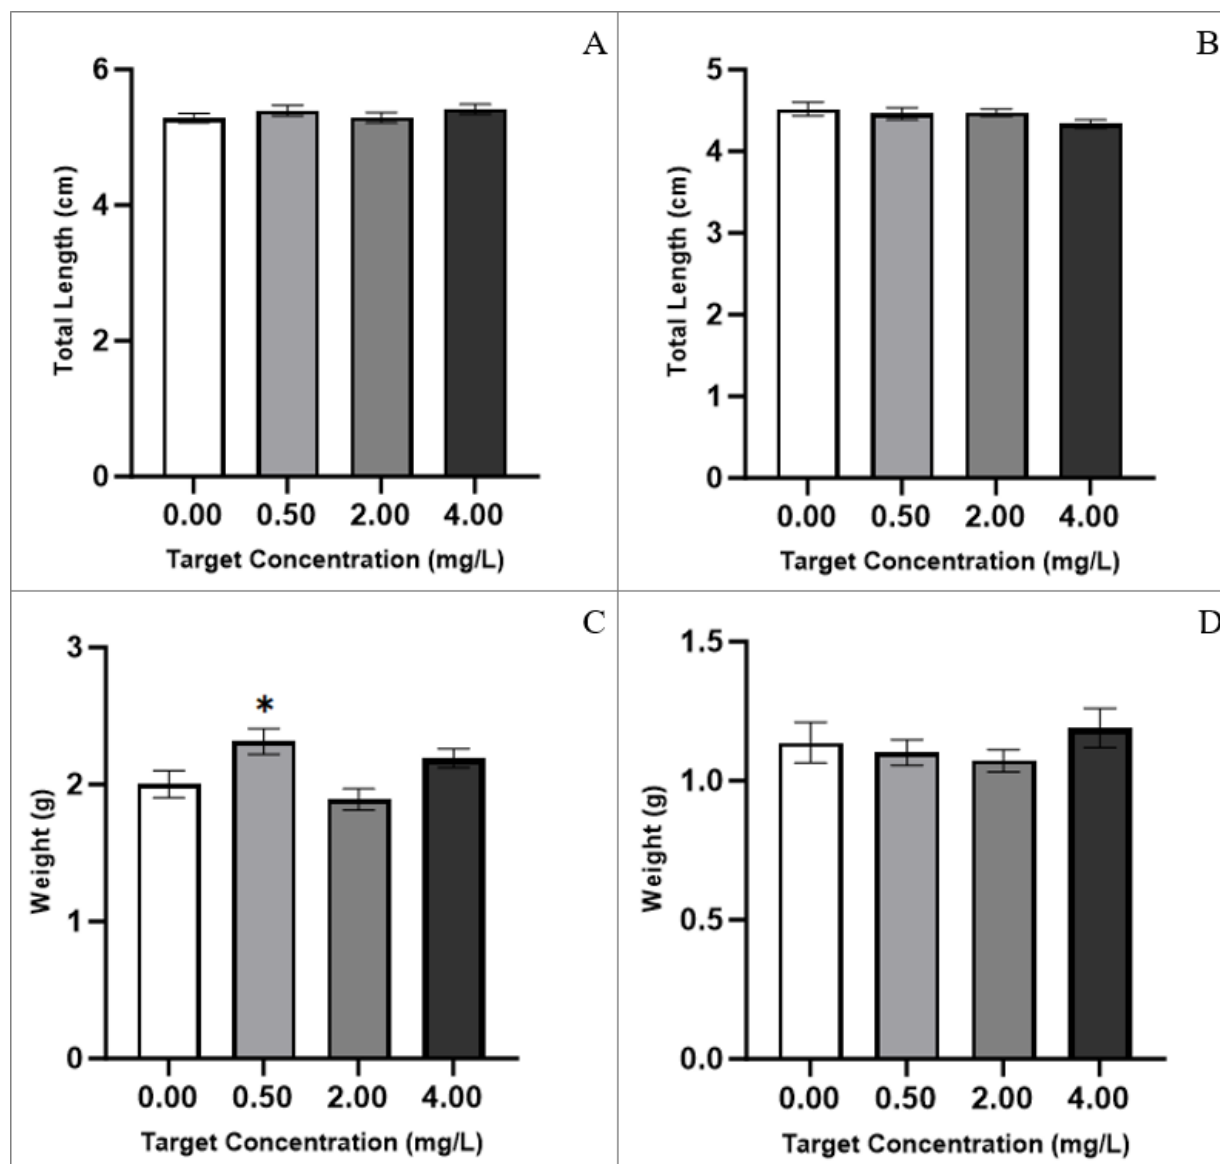 A
6
4
2
0
Total Length (cm)
0.00 0.50 2.00 4.00
Target Concentration (mg/L)
B
5
4
3
2
1
0
Total Length (cm)
0.00 0.50 2.00 4.00
Target Concentration (mg/L)
C
3
2
1
0
Weight (g)
*
0.00 0.50 2.00 4.00
Target Concentration (mg/L)
D
1.5
1.0
0.5
0.0
Weight (g)
0.00 0.50 2.00 4.00
Target Concentration (mg/L)